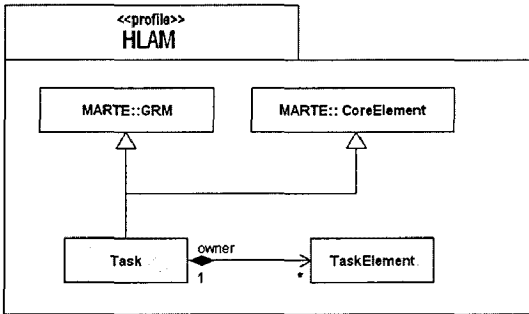 <<profile>>
HLAM
MARTE::GRM
MARTE:: CoreElement
Task
owner
1
*
TaskElement